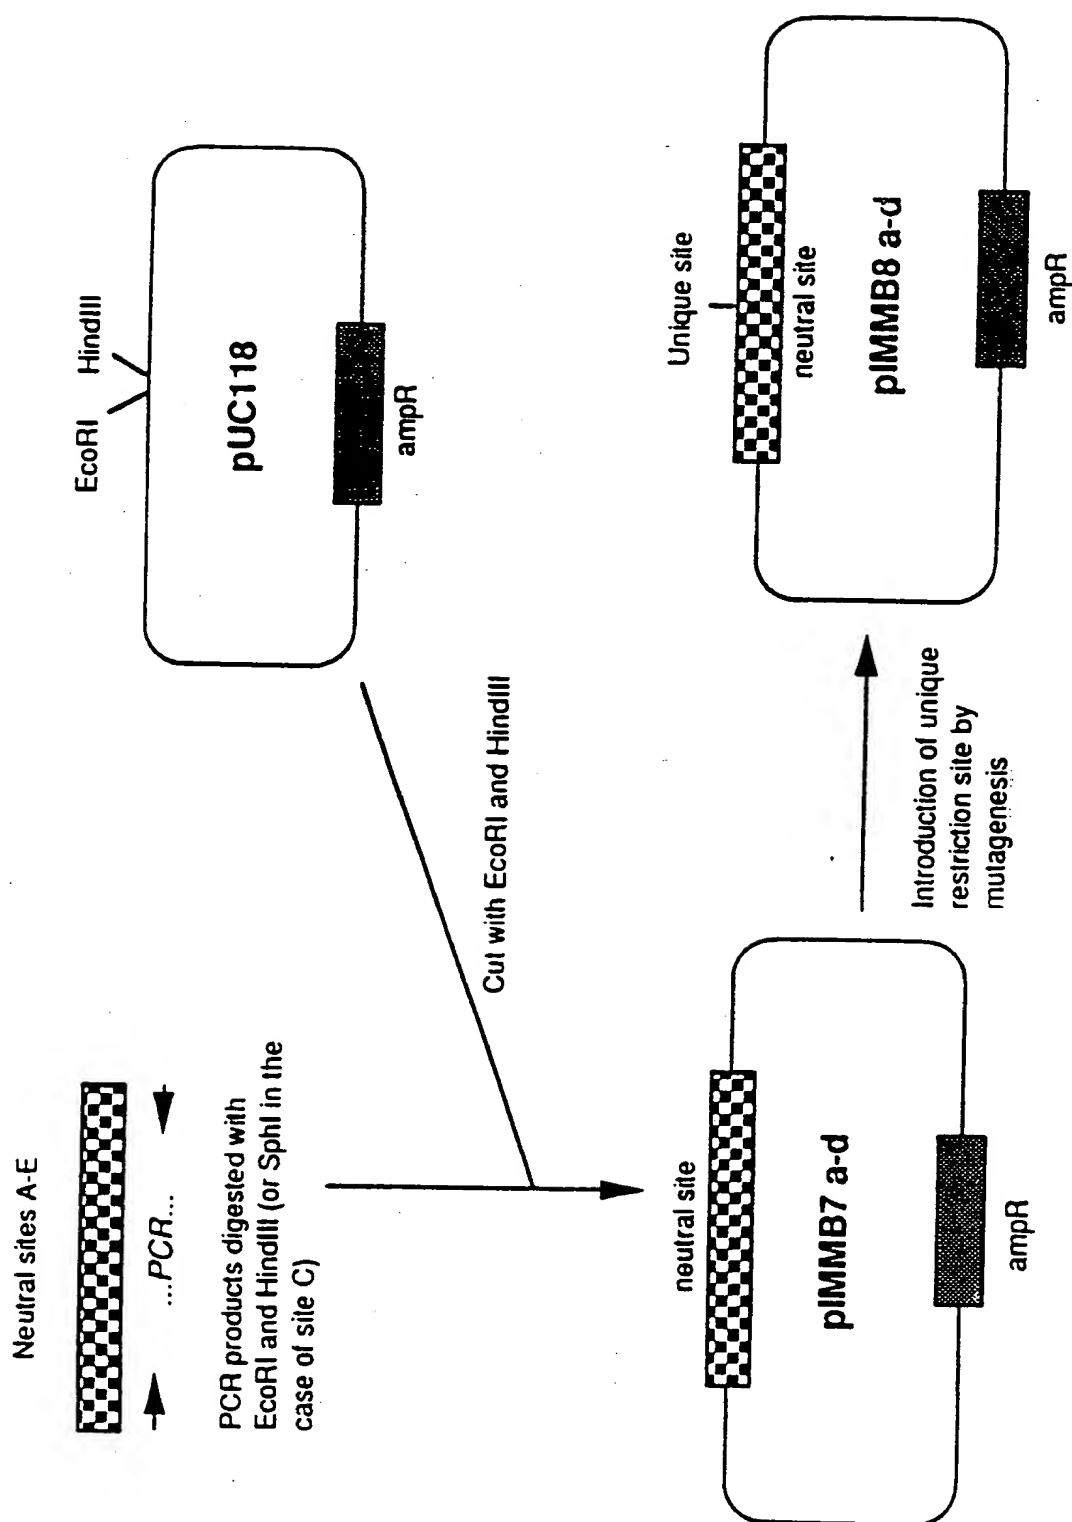 Neutral sites A-E
...PCR...
PCR products digested with
EcoRI and HindIII (or SphI in the
case of site C)
EcoRI
HindIII
pUC118
ampR
Cut with EcoRI and HindIII
neutral site
pIMMB7 a-d
ampR
Introduction of unique
restriction site by
mutagenesis
Unique site
neutral site
pIMMB8 a-d
ampR